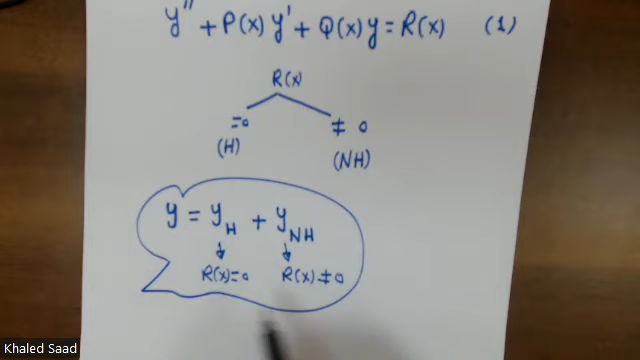 y'' + P(x) y' + Q(x) y = R(x) (1)
R(x)
=0 ≠ 0
(H) (NH)
y = y_H + y_NH
R(x)=0 R(x)≠0
Khaled Saad